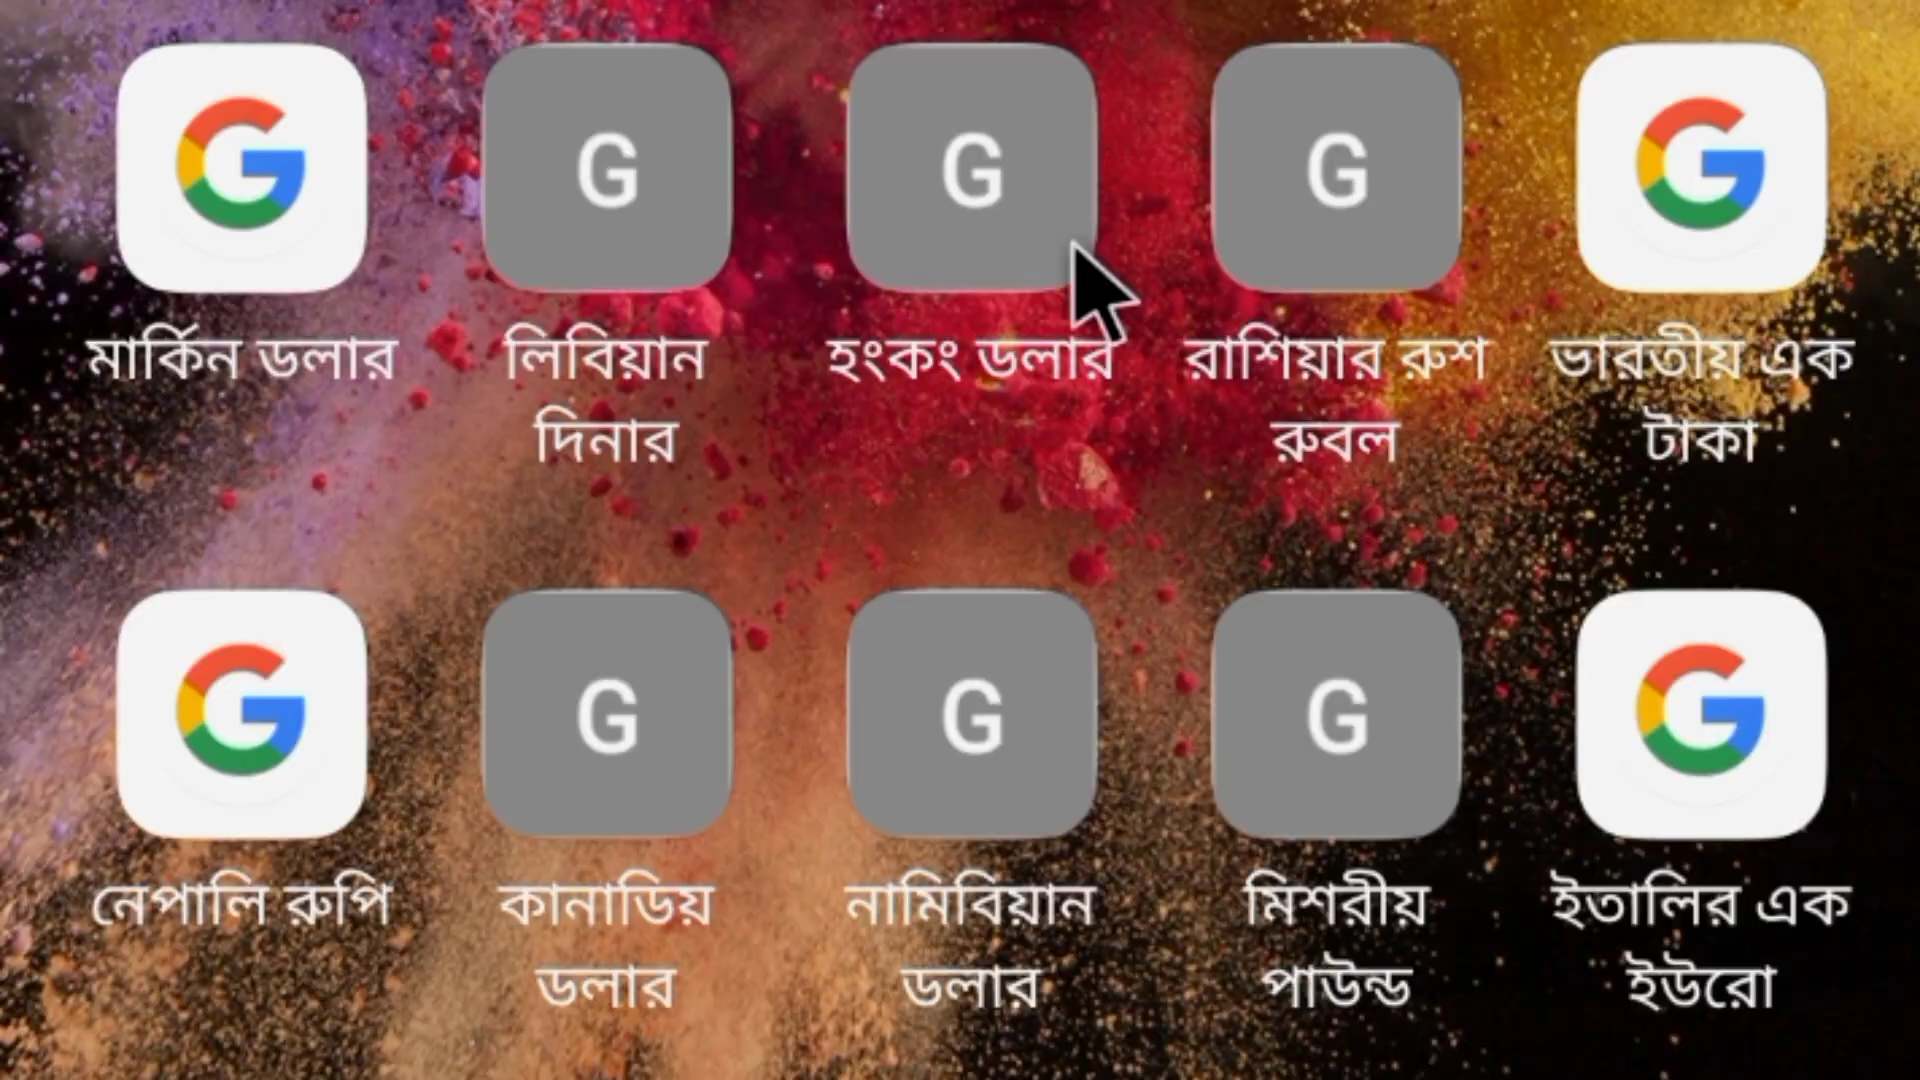 G G G
মার্কিন ডলার লিবিয়ান দিনার হংকং ডলার রাশিয়ার রুশ রুবল ভারতীয় এক টাকা
G G G
নেপালি রুপি কানাডিয় ডলার নামিবিয়ান ডলার মিশরীয় পাউন্ড ইতালির এক ইউরো